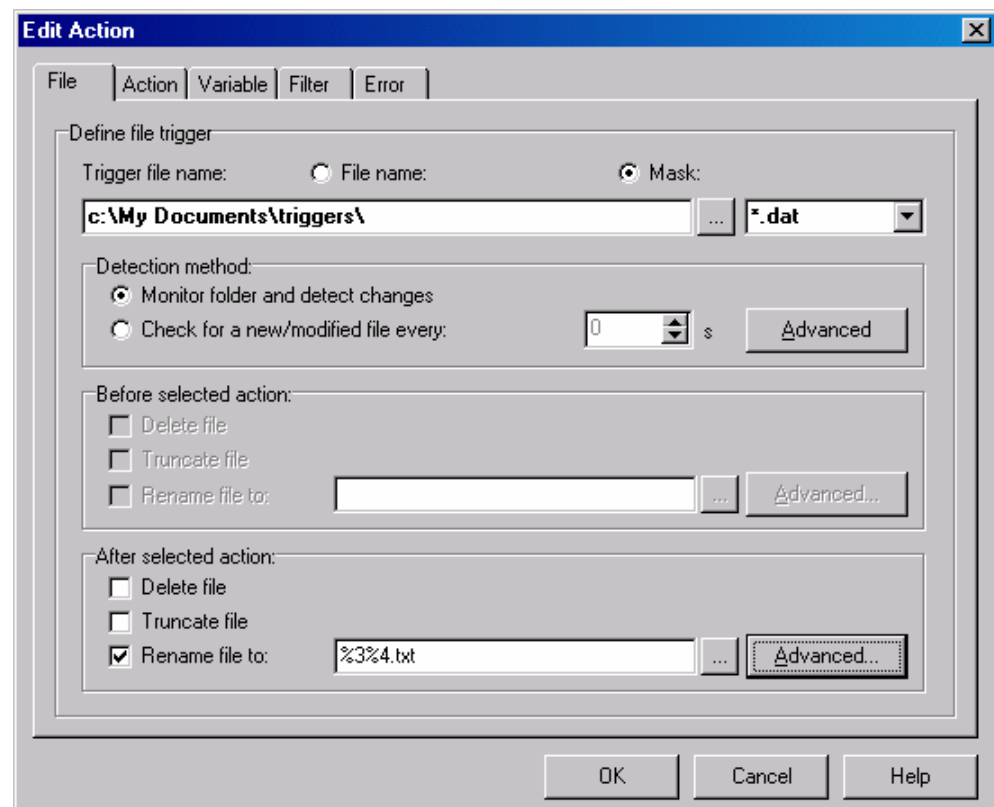 Edit Action
File Action Variable Filter Error
Define file trigger
Trigger file name: File name: Mask:
c:\My Documents\triggers\ ... *.dat
Detection method:
Monitor folder and detect changes
Check for a new/modified file every: 0 s Advanced
Before selected action:
Delete file
Truncate file
Rename file to: ... Advanced...
After selected action:
Delete file
Truncate file
Rename file to: %3%4.txt ... Advanced...
OK Cancel Help